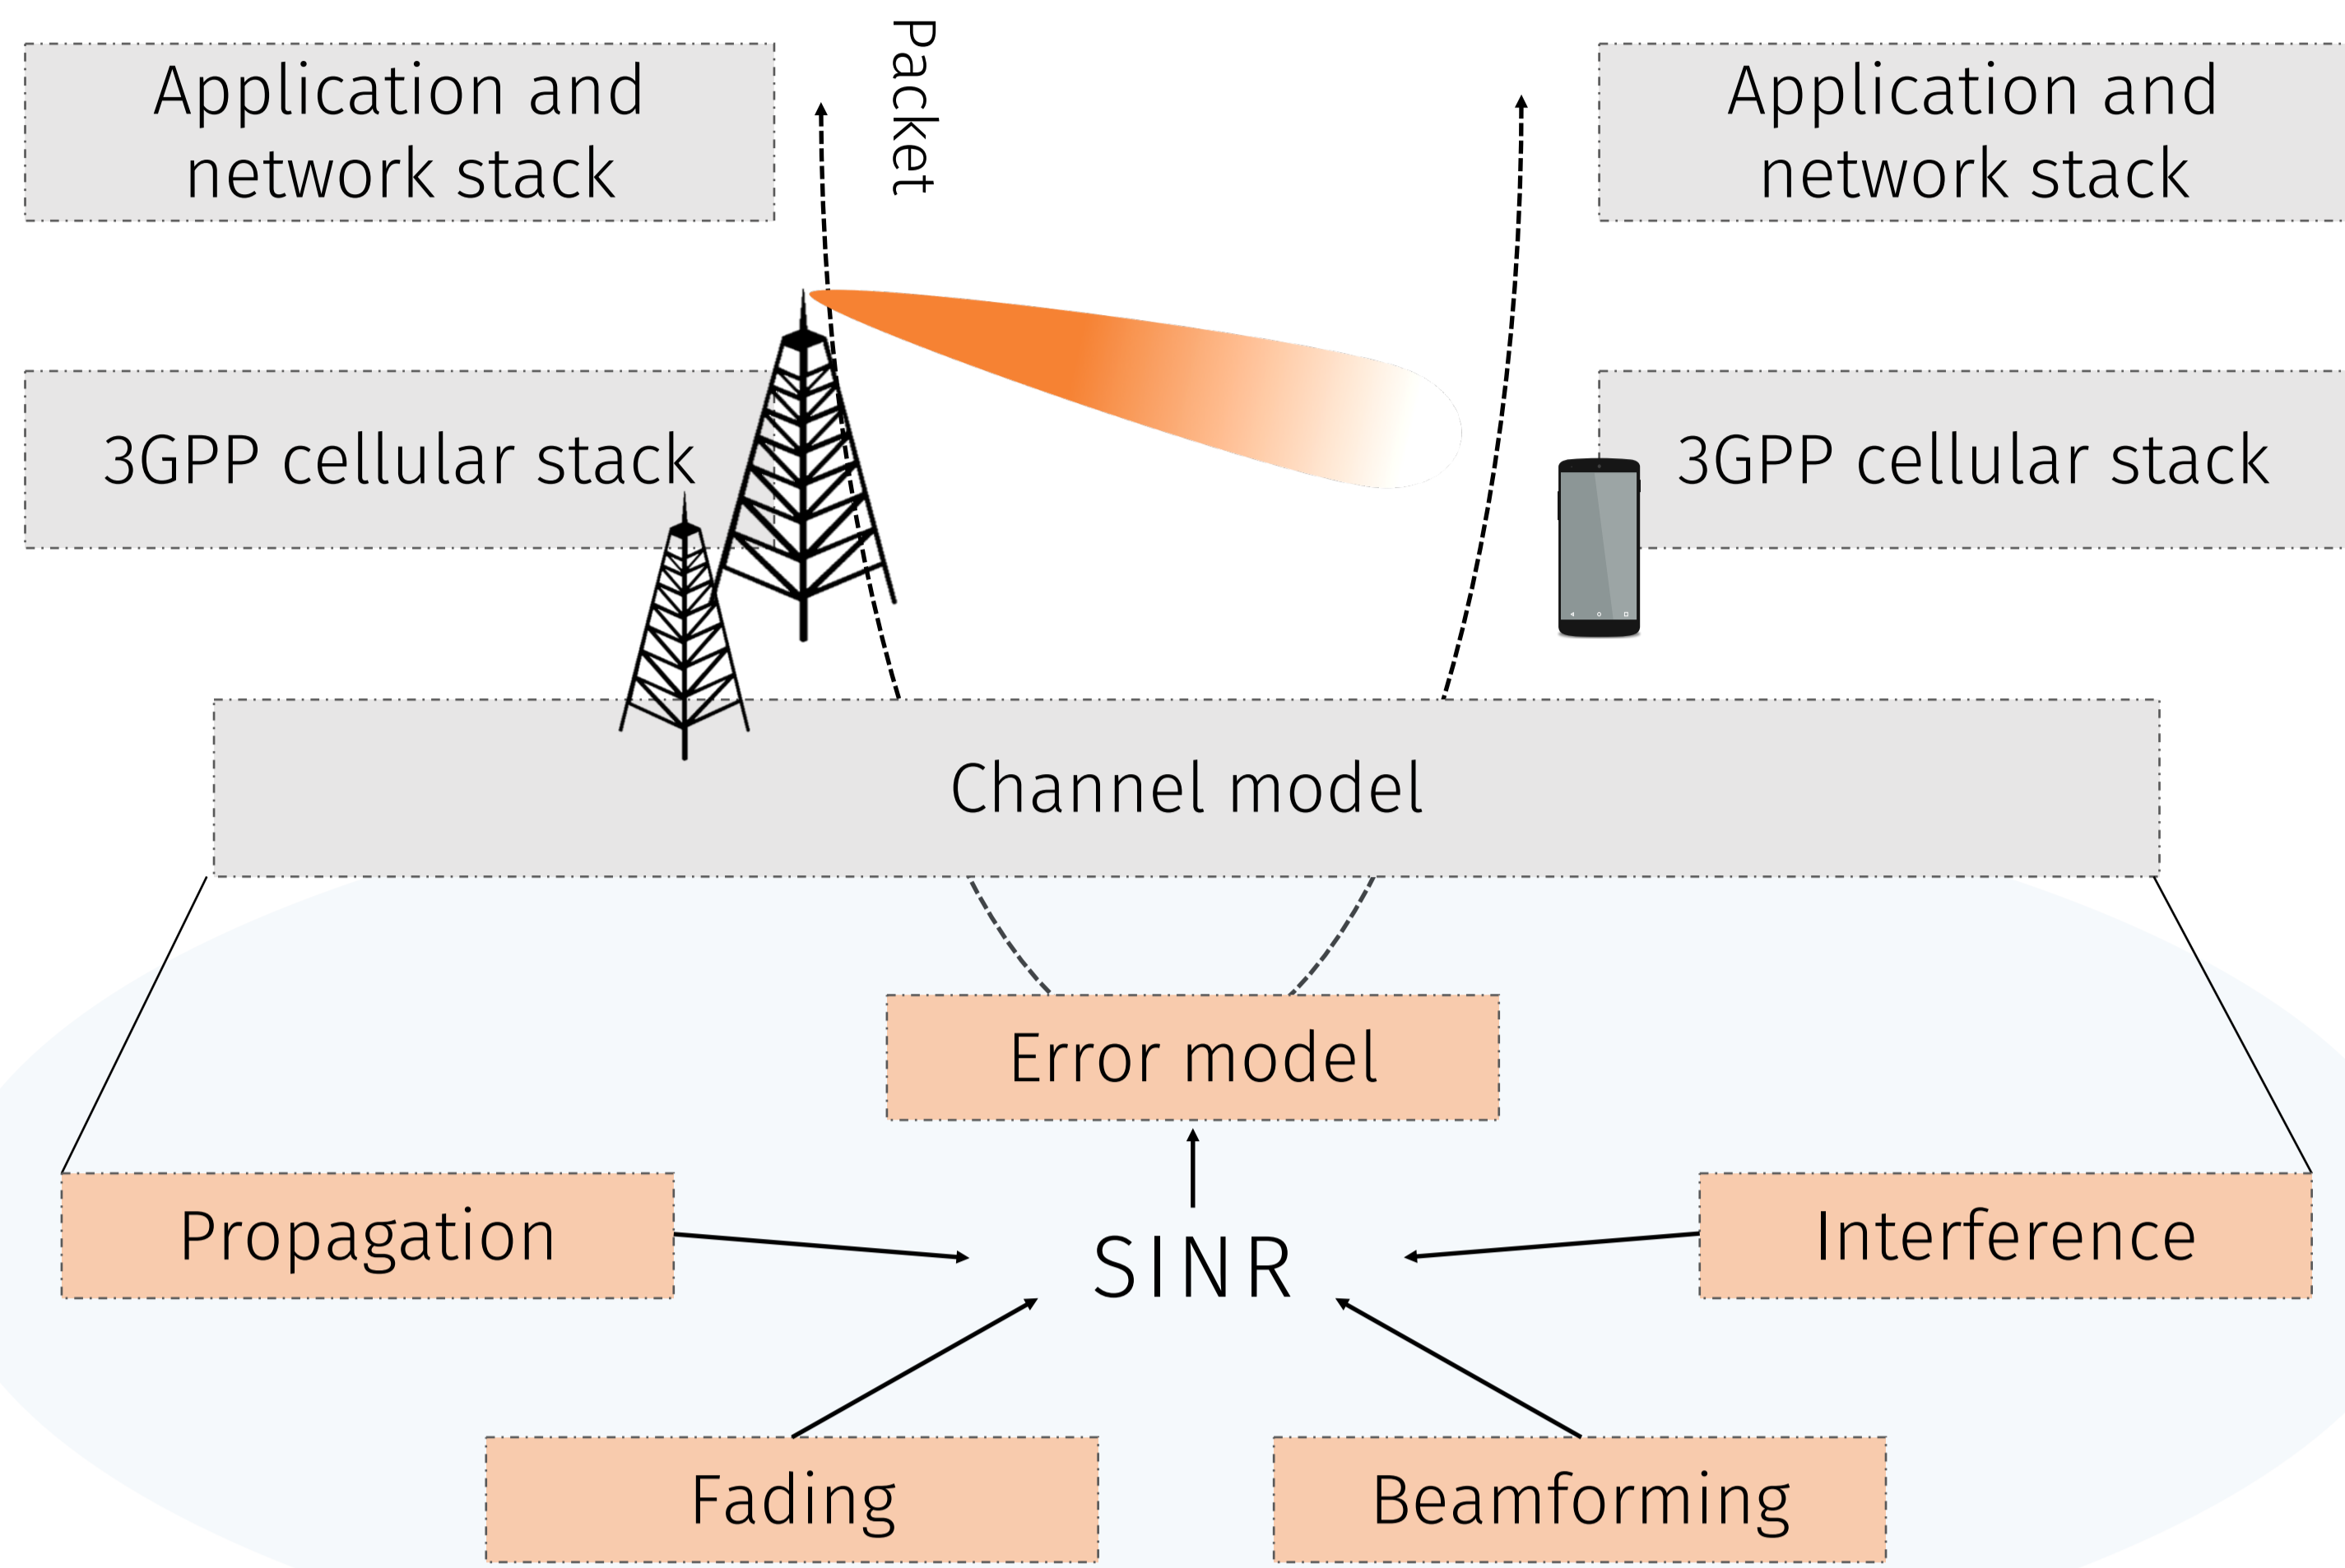 Packet
Application and
network stack
Application and
network stack
3GPP cellular stack
3GPP cellular stack
Channel model
Error model
Propagation
SINR
Interference
Fading
Beamforming